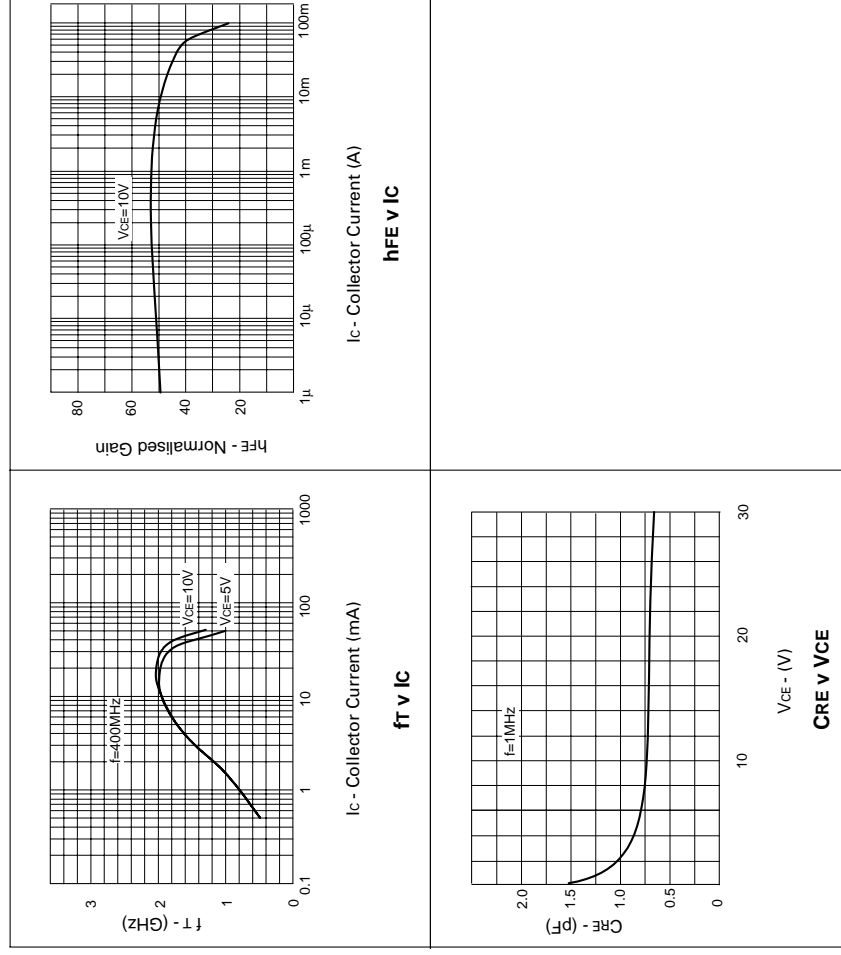 fT - (GHz)
3
2
1
0
f=400MHz
VCE=10V
VCE=5V
0.1 1 10 100 1000
IC - Collector Current (mA)
fT v IC
hFE - Normalised Gain
80
60
40
20
VCE=10V
1µ 10µ 100µ 1m 10m 100m
IC - Collector Current (A)
hFE v IC
CRE - (pF)
2.0
1.5
1.0
0.5
0
f=1MHz
10 20 30
VCE - (V)
CRE v VCE